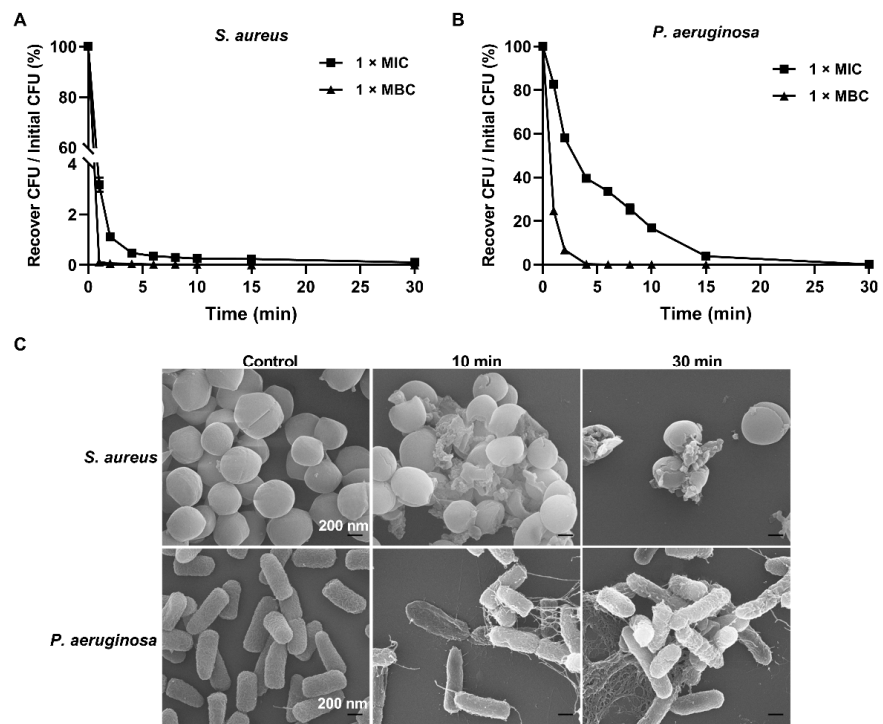 A
S. aureus
Recover CFU / Initial CFU (%)
100
80
60
4
2
0
1 × MIC
1 × MBC
0 5 10 15 20 25 30
Time (min)
B
P. aeruginosa
Recover CFU / Initial CFU (%)
100
80
60
40
20
0
1 × MIC
1 × MBC
0 5 10 15 20 25 30
Time (min)
C
Control 10 min 30 min
S. aureus
200 nm
P. aeruginosa
200 nm